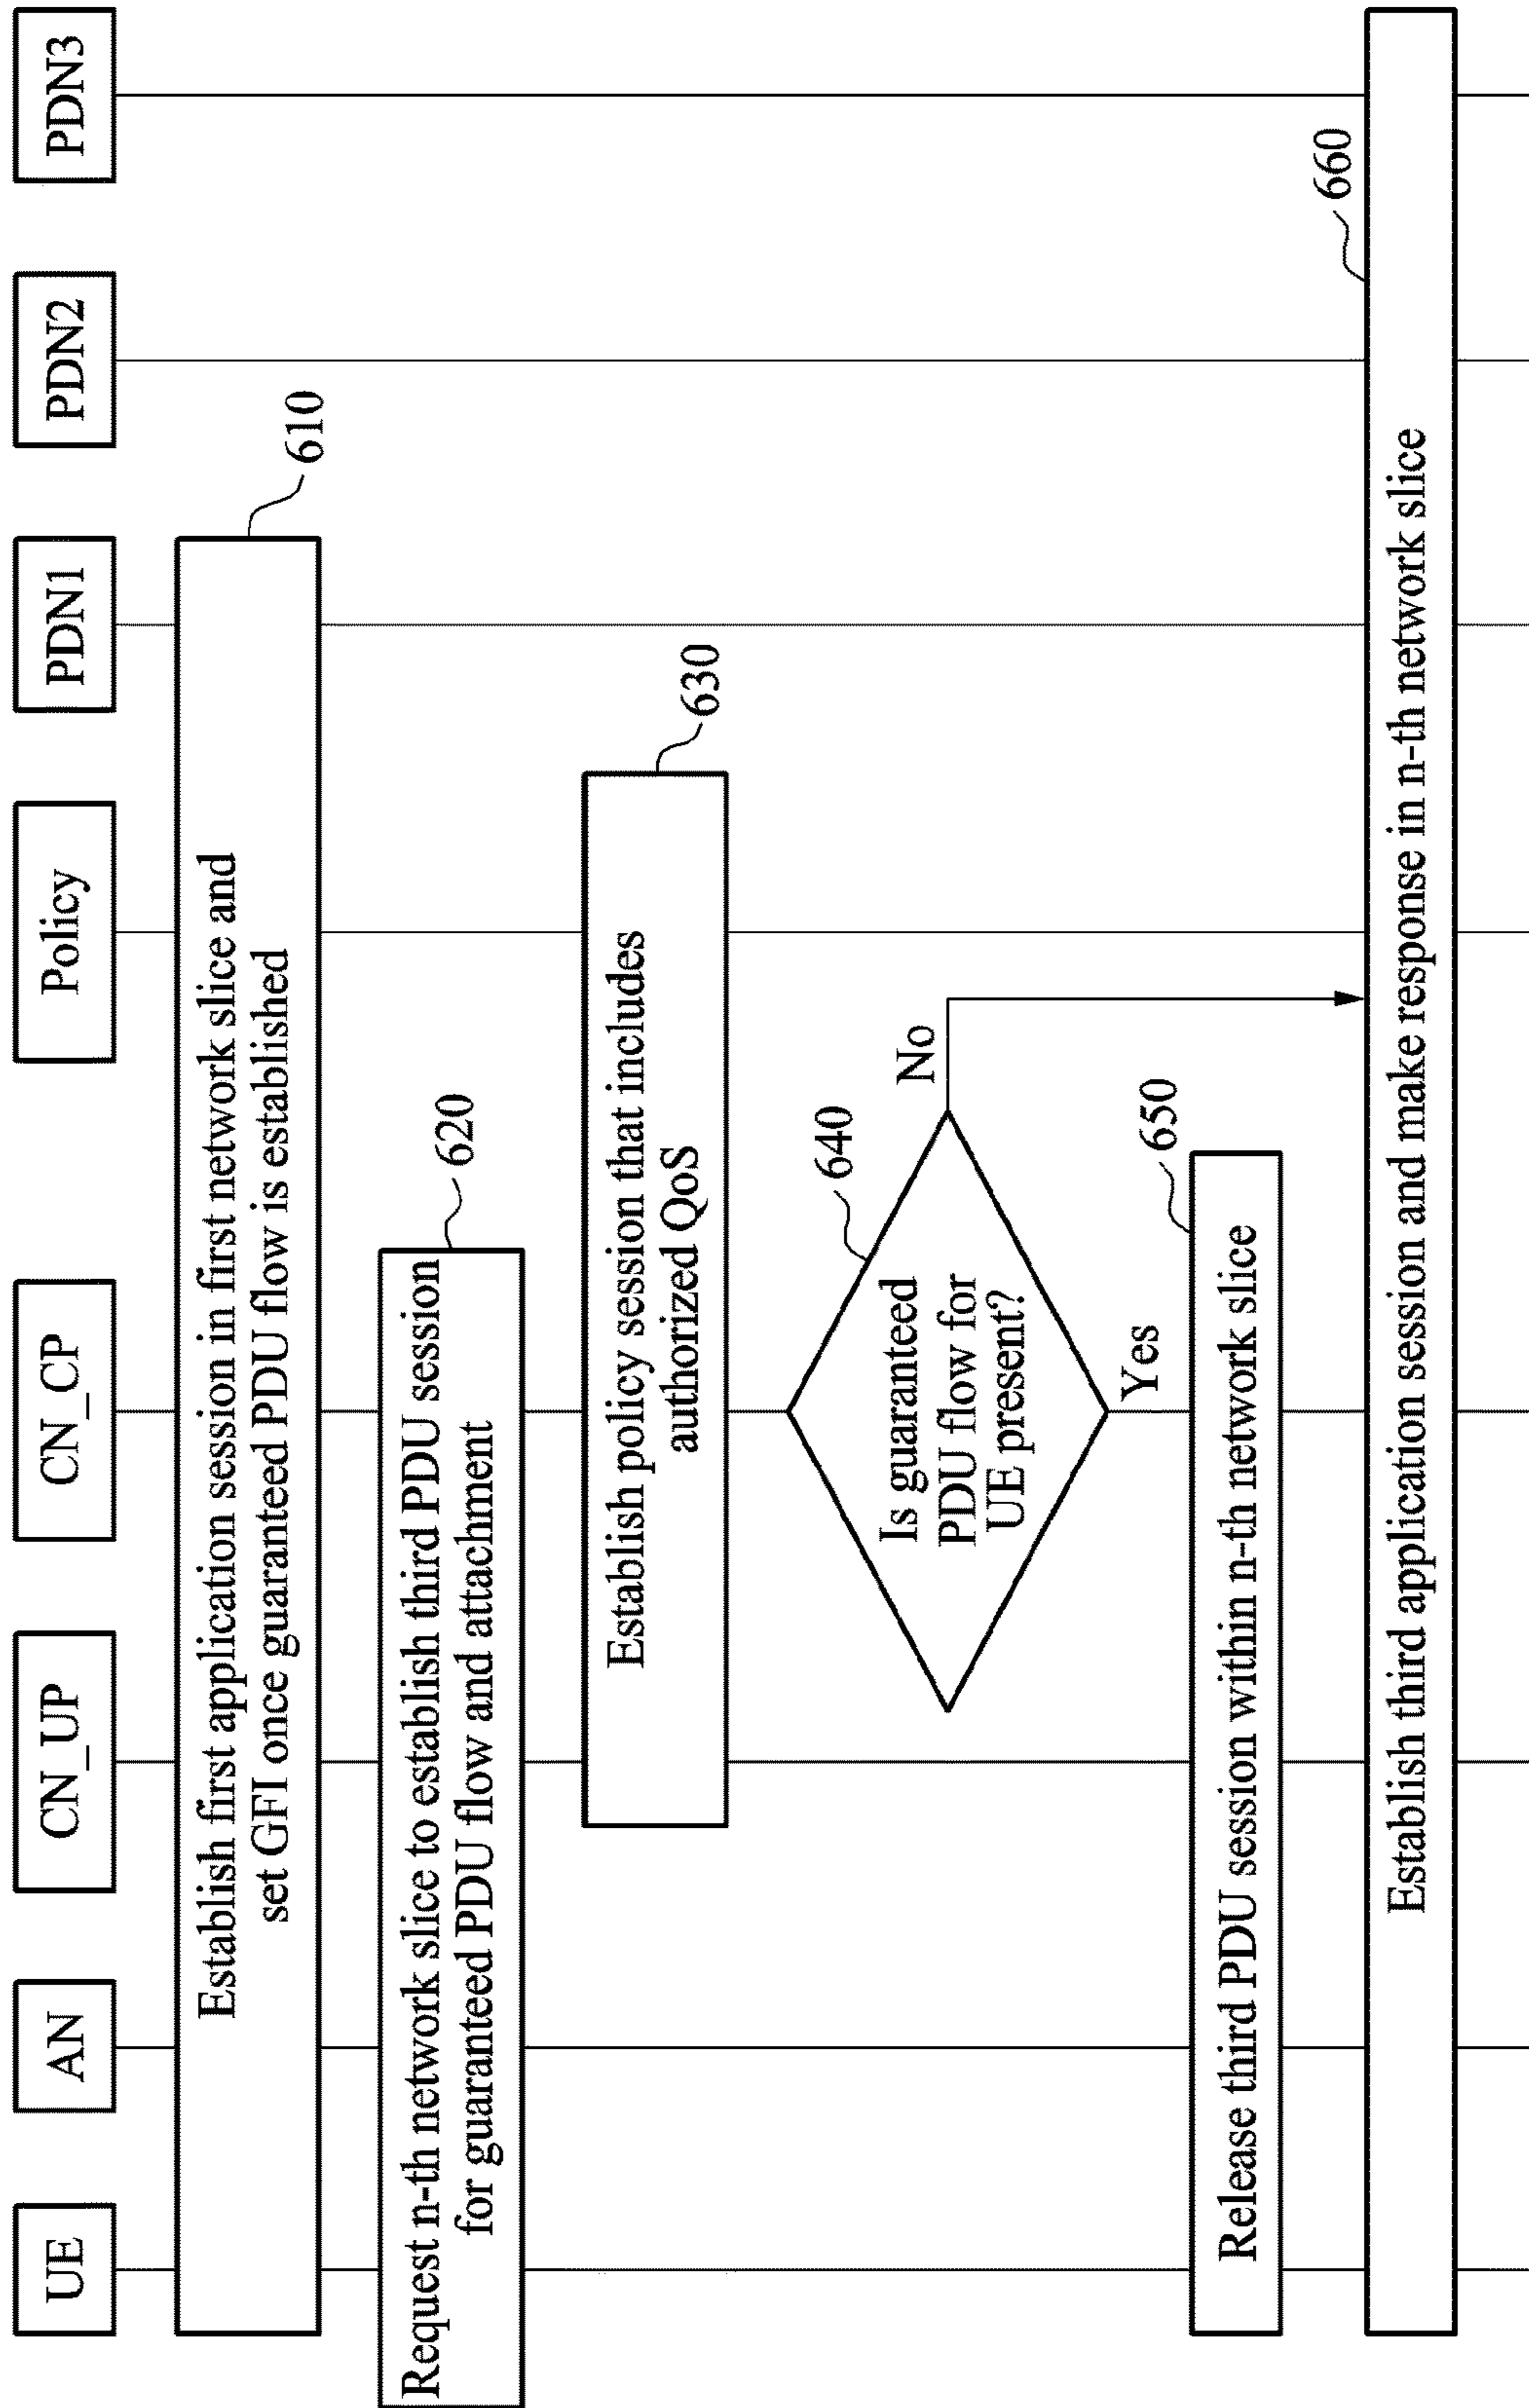 UE
AN
CN_UP
CN_CP
Policy
PDN1
PDN2
PDN3
Establish first application session in first network slice and
set GFI once guaranteed PDU flow is established
610
Request n-th network slice to establish third PDU session
for guaranteed PDU flow and attachment
620
Establish policy session that includes
authorized QoS
630
Is guaranteed
PDU flow for
UE present?
640
No
Yes
Release third PDU session within n-th network slice
650
Establish third application session and make response in n-th network slice
660